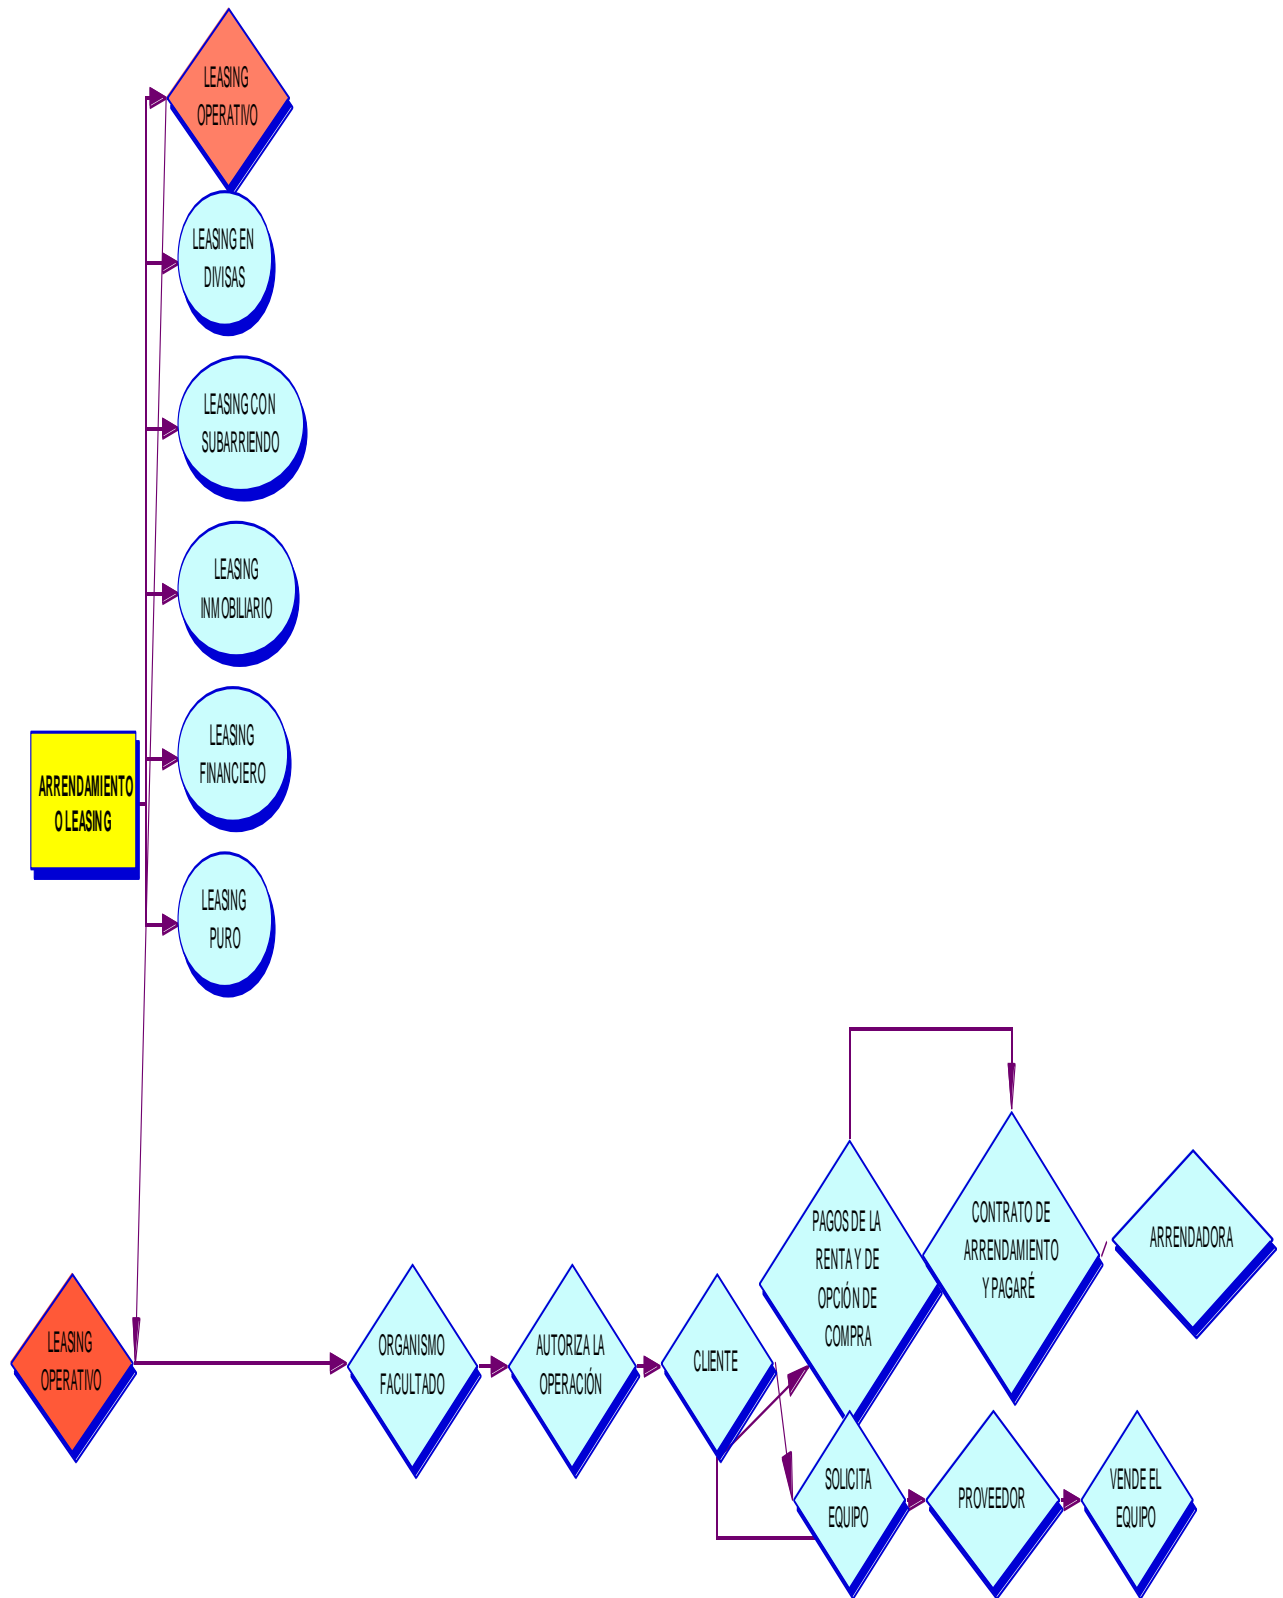 LEASING
OPERATIVO
LEASING EN
DIVISAS
LEASING CON
SUBARRIENDO
LEASING
INMOBILIARIO
LEASING
FINANCIERO
ARRENDAMIENTO
O LEASING
LEASING
PURO
LEASING
OPERATIVO
ORGANISMO
FACULTADO
AUTORIZA LA
OPERACIÓN
CLIENTE
PAGOS DE LA
RENTA Y DE
OPCIÓN DE
COMPRA
CONTRATO DE
ARRENDAMIENTO
Y PAGARÉ
ARRENDADORA
SOLICITA
EQUIPO
PROVEEDOR
VENDE EL
EQUIPO